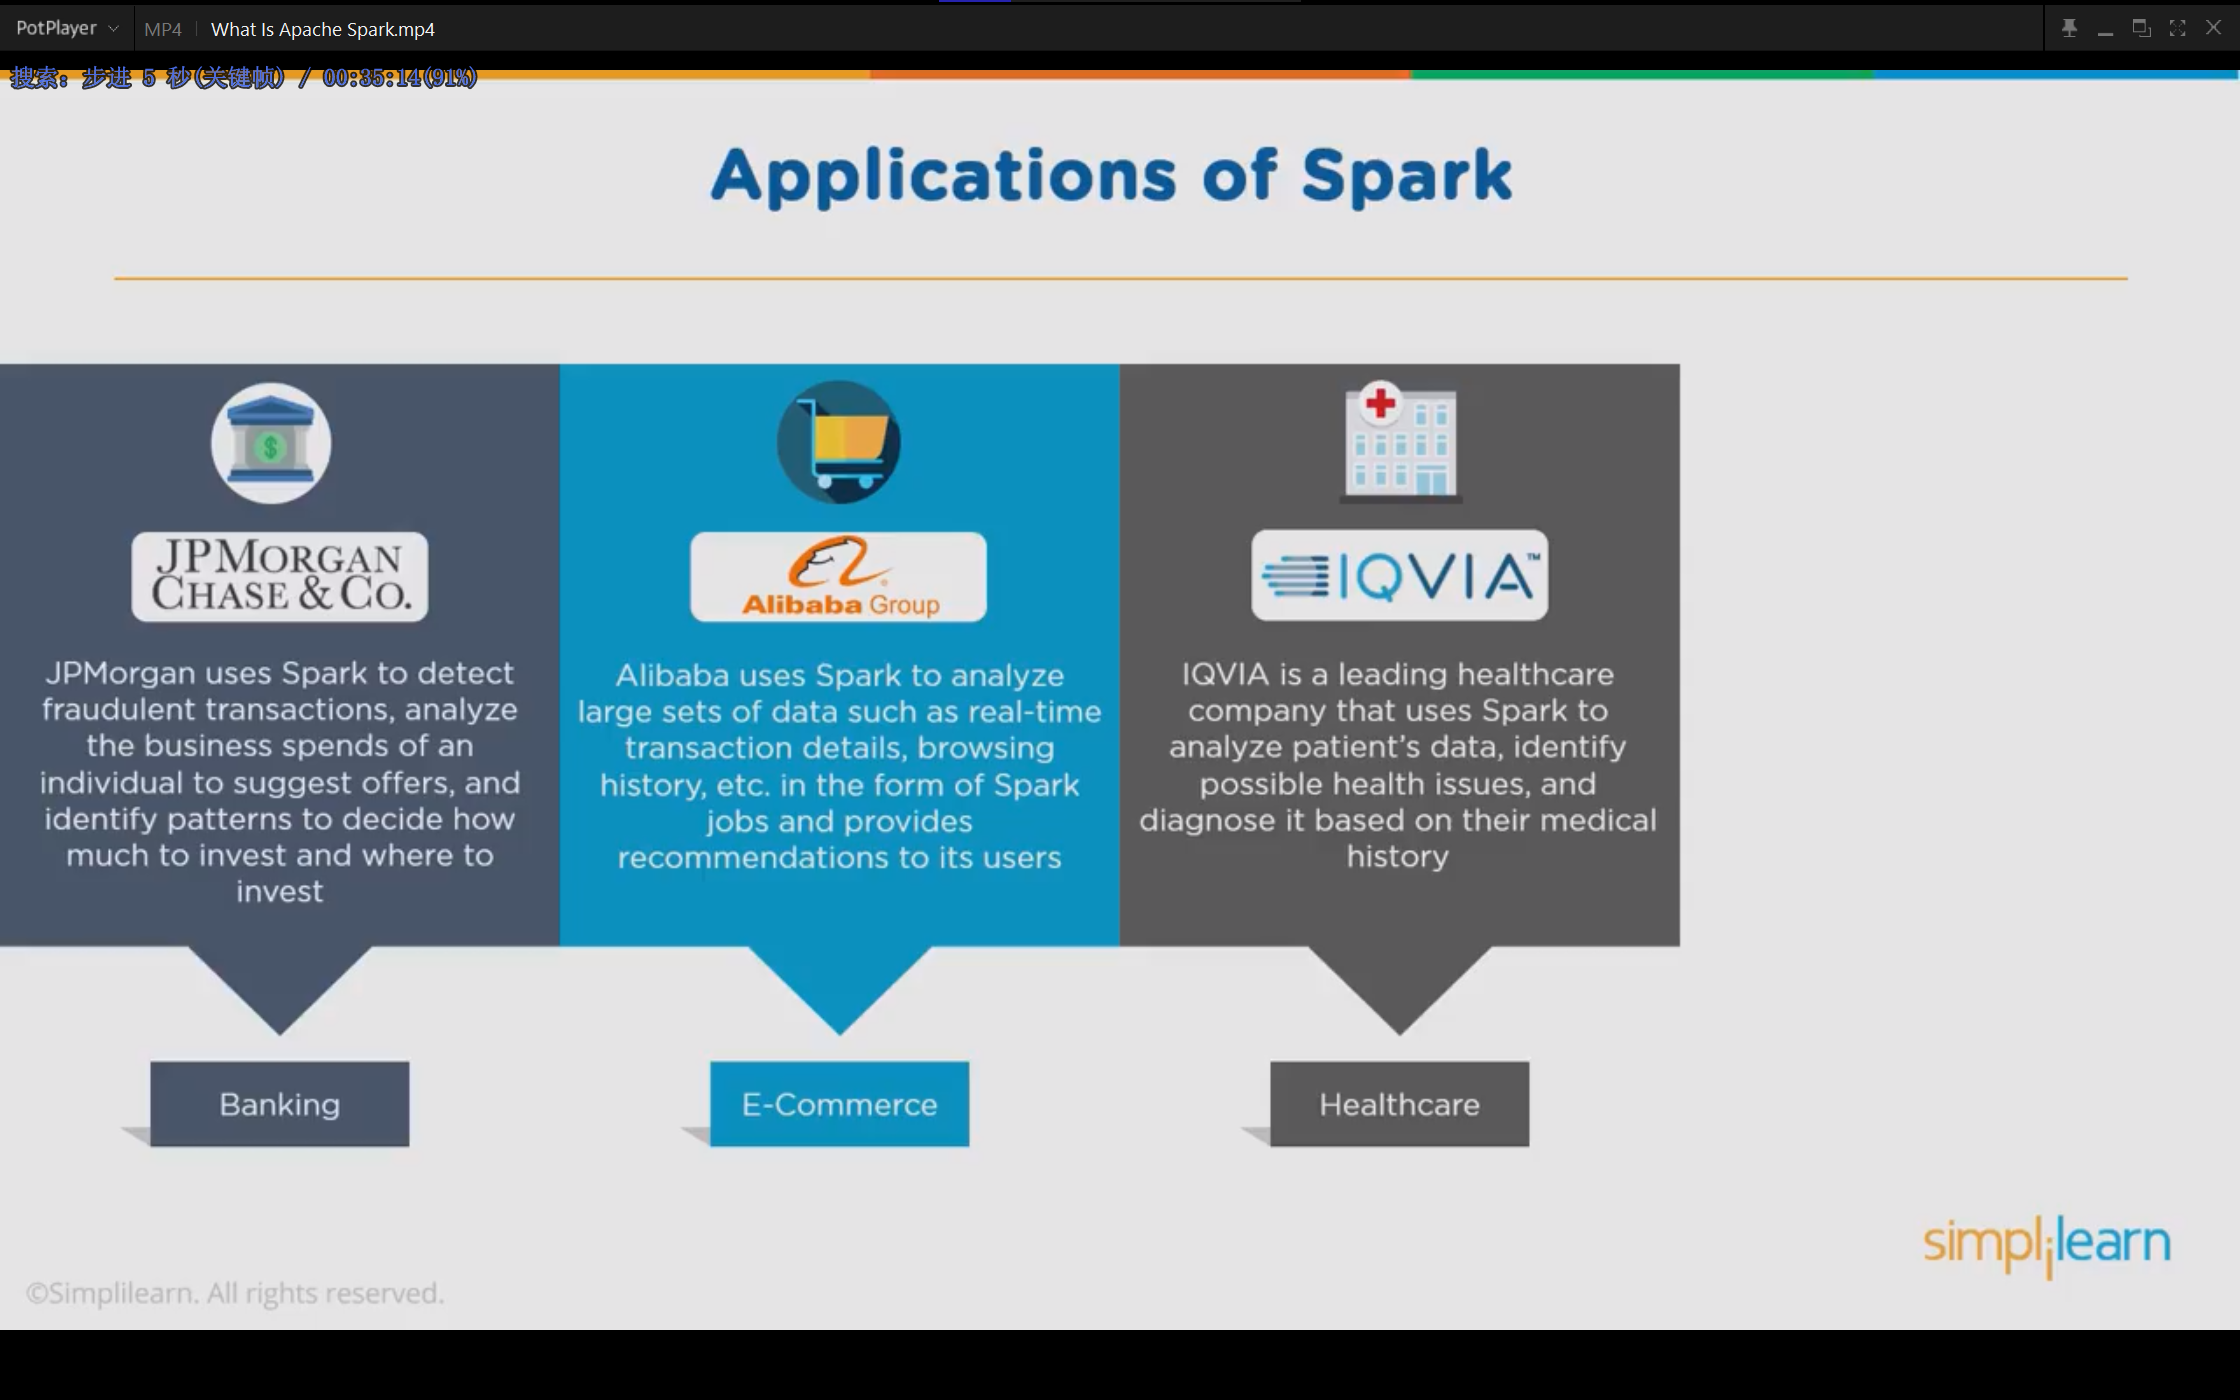 PotPlayer MP4 What Is Apache Spark.mp4
搜索: 步进 5 秒(关键帧) / 00:35:14(91%)
Applications of Spark
$
JPMORGAN
CHASE & CO.
JPMorgan uses Spark to detect
fraudulent transactions, analyze
the business spends of an
individual to suggest offers, and
identify patterns to decide how
much to invest and where to
invest
Banking
Alibaba Group
Alibaba uses Spark to analyze
large sets of data such as real-time
transaction details, browsing
history, etc. in the form of Spark
jobs and provides
recommendations to its users
E-Commerce
IQVIA™
IQVIA is a leading healthcare
company that uses Spark to
analyze patient's data, identify
possible health issues, and
diagnose it based on their medical
history
Healthcare
simplilearn
©Simplilearn. All rights reserved.